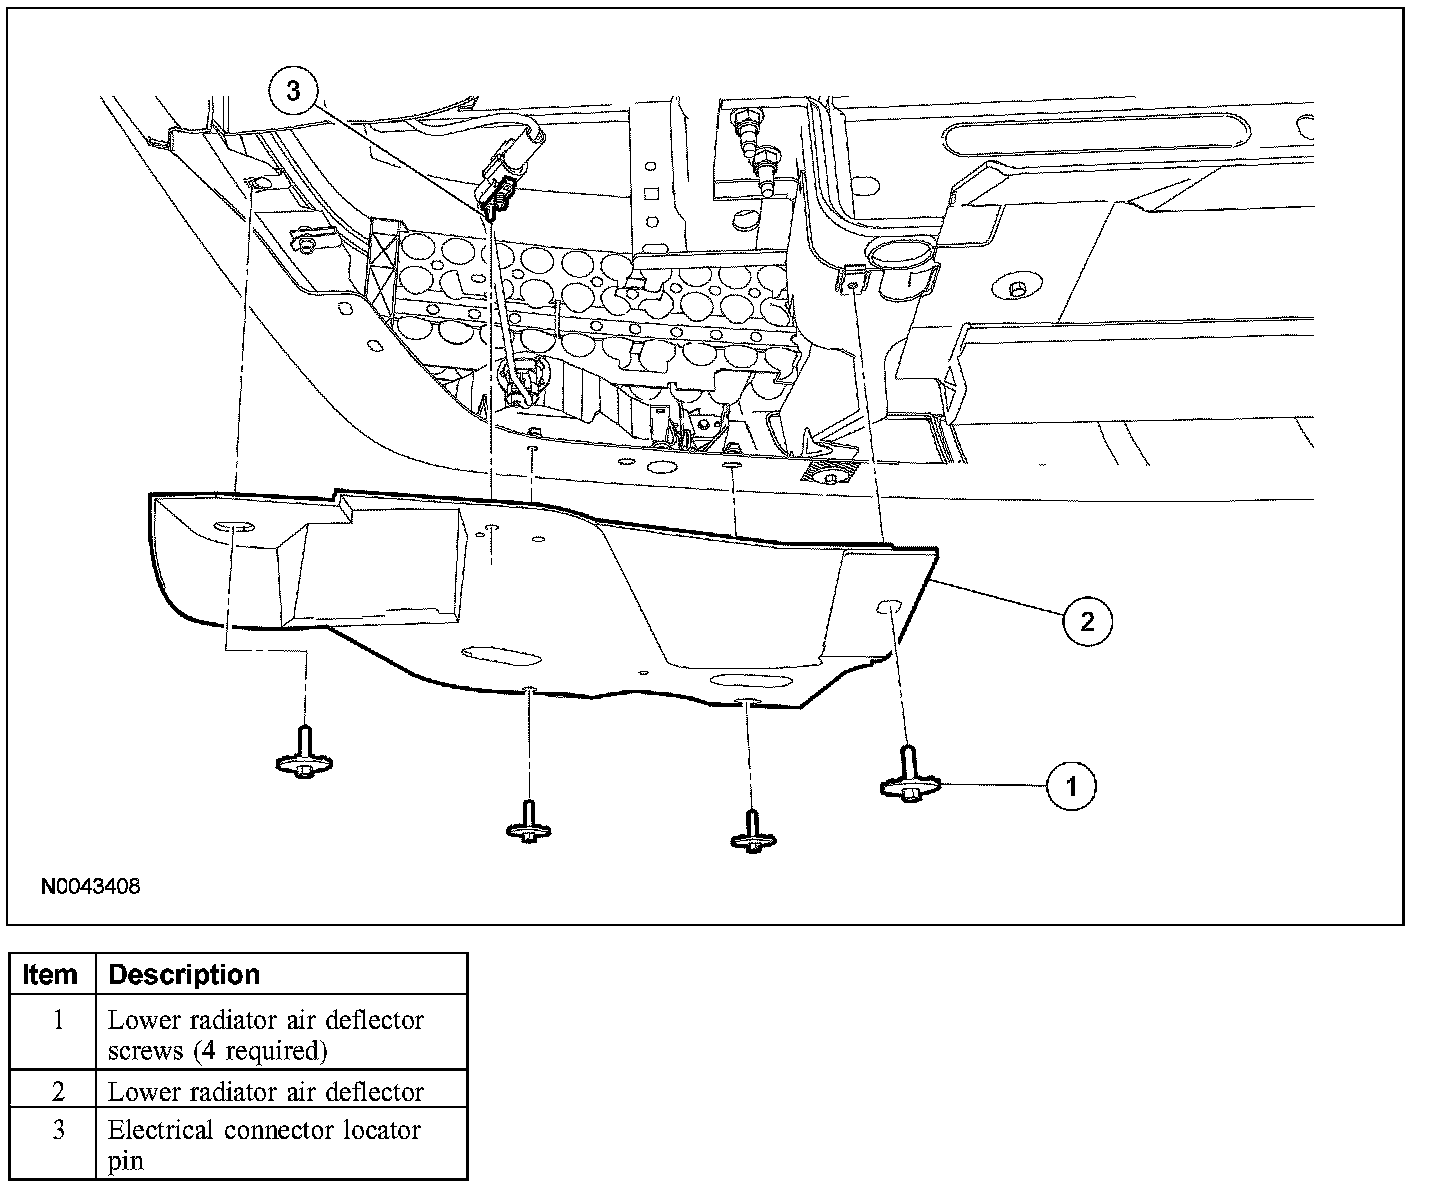 3
2
1
N0043408
Item Description
1 Lower radiator air deflector
screws (4 required)
2 Lower radiator air deflector
3 Electrical connector locator
pin